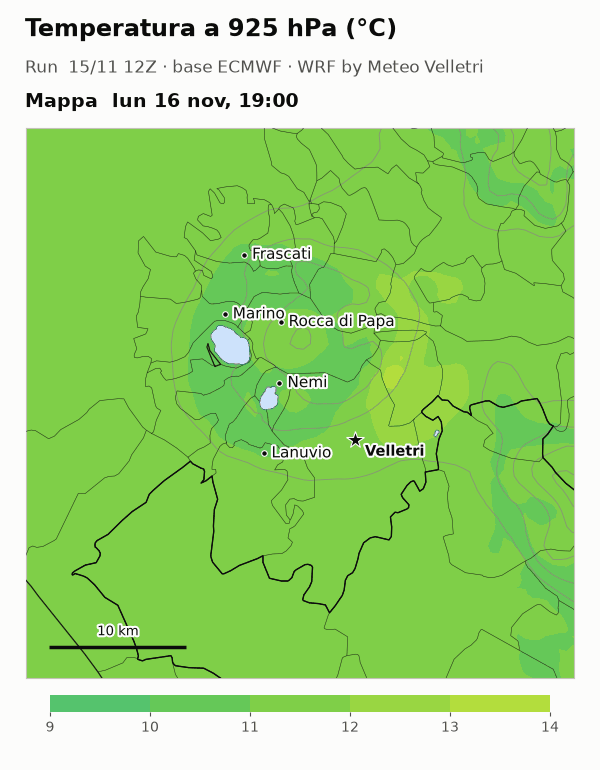 Temperatura a 925 hPa (°C)
Run  15/11 12Z · base ECMWF · WRF by Meteo Velletri
Mappa  lun 16 nov, 19:00
Frascati
Marino
Rocca di Papa
Nemi
Velletri
Lanuvio
10 km
9 10 11 12 13 14